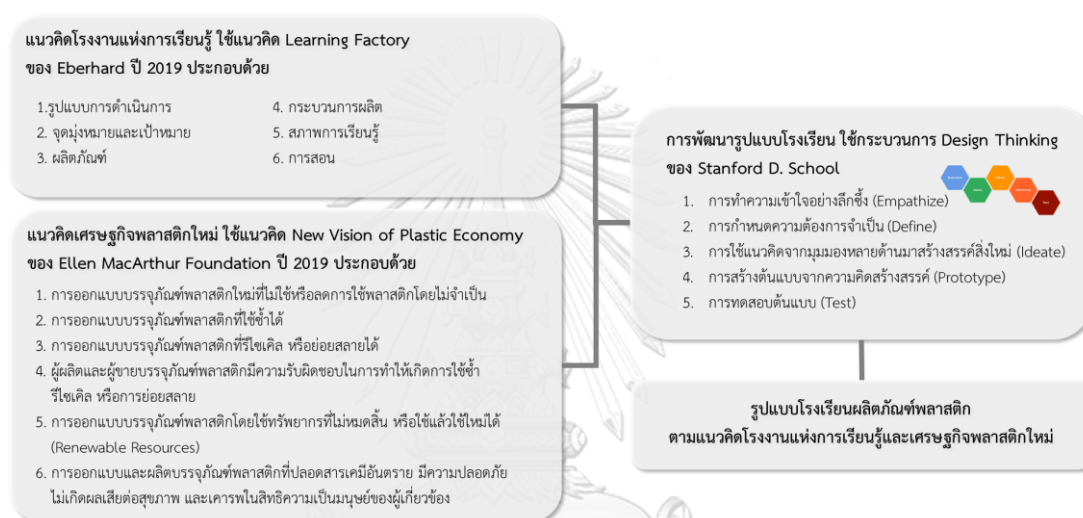 แนวคิดโรงงานแห่งการเรียนรู้ ใช้แนวคิด Learning Factory
ของ Eberhard ปี 2019 ประกอบด้วย
1.รูปแบบการดำเนินการ
2. จุดมุ่งหมายและเป้าหมาย
3. ผลิตภัณฑ์
4. กระบวนการผลิต
5. สภาพการเรียนรู้
6. การสอน
แนวคิดเศรษฐกิจพลาสติกใหม่ ใช้แนวคิด New Vision of Plastic Economy
ของ Ellen MacArthur Foundation ปี 2019 ประกอบด้วย
1. การออกแบบบรรจุภัณฑ์พลาสติกใหม่ที่ไม่ใช้หรือลดการใช้พลาสติกโดยไม่จำเป็น
2. การออกแบบบรรจุภัณฑ์พลาสติกที่ใช้ซ้ำได้
3. การออกแบบบรรจุภัณฑ์พลาสติกที่รีไซเคิล หรือย่อยสลายได้
4. ผู้ผลิตและผู้ขายบรรจุภัณฑ์พลาสติกมีความรับผิดชอบในการทำให้เกิดการใช้ซ้ำ
รีไซเคิล หรือการย่อยสลาย
5. การออกแบบบรรจุภัณฑ์พลาสติกโดยใช้ทรัพยากรที่ไม่หมดสิ้น หรือใช้แล้วใช้ใหม่ได้
(Renewable Resources)
6. การออกแบบและผลิตบรรจุภัณฑ์พลาสติกที่ปลอดสารเคมีอันตราย มีความปลอดภัย
ไม่เกิดผลเสียต่อสุขภาพ และเคารพในสิทธิความเป็นมนุษย์ของผู้เกี่ยวข้อง
การพัฒนารูปแบบโรงเรียน ใช้กระบวนการ Design Thinking
ของ Stanford D. School
1. การทำความเข้าใจอย่างลึกซึ้ง (Empathize)
2. การกำหนดความต้องการจำเป็น (Define)
3. การใช้แนวคิดจากมุมมองหลายด้านมาสร้างสรรค์สิ่งใหม่ (Ideate)
4. การสร้างต้นแบบจากความคิดสร้างสรรค์ (Prototype)
5. การทดสอบต้นแบบ (Test)
รูปแบบโรงเรียนผลิตภัณฑ์พลาสติก
ตามแนวคิดโรงงานแห่งการเรียนรู้และเศรษฐกิจพลาสติกใหม่